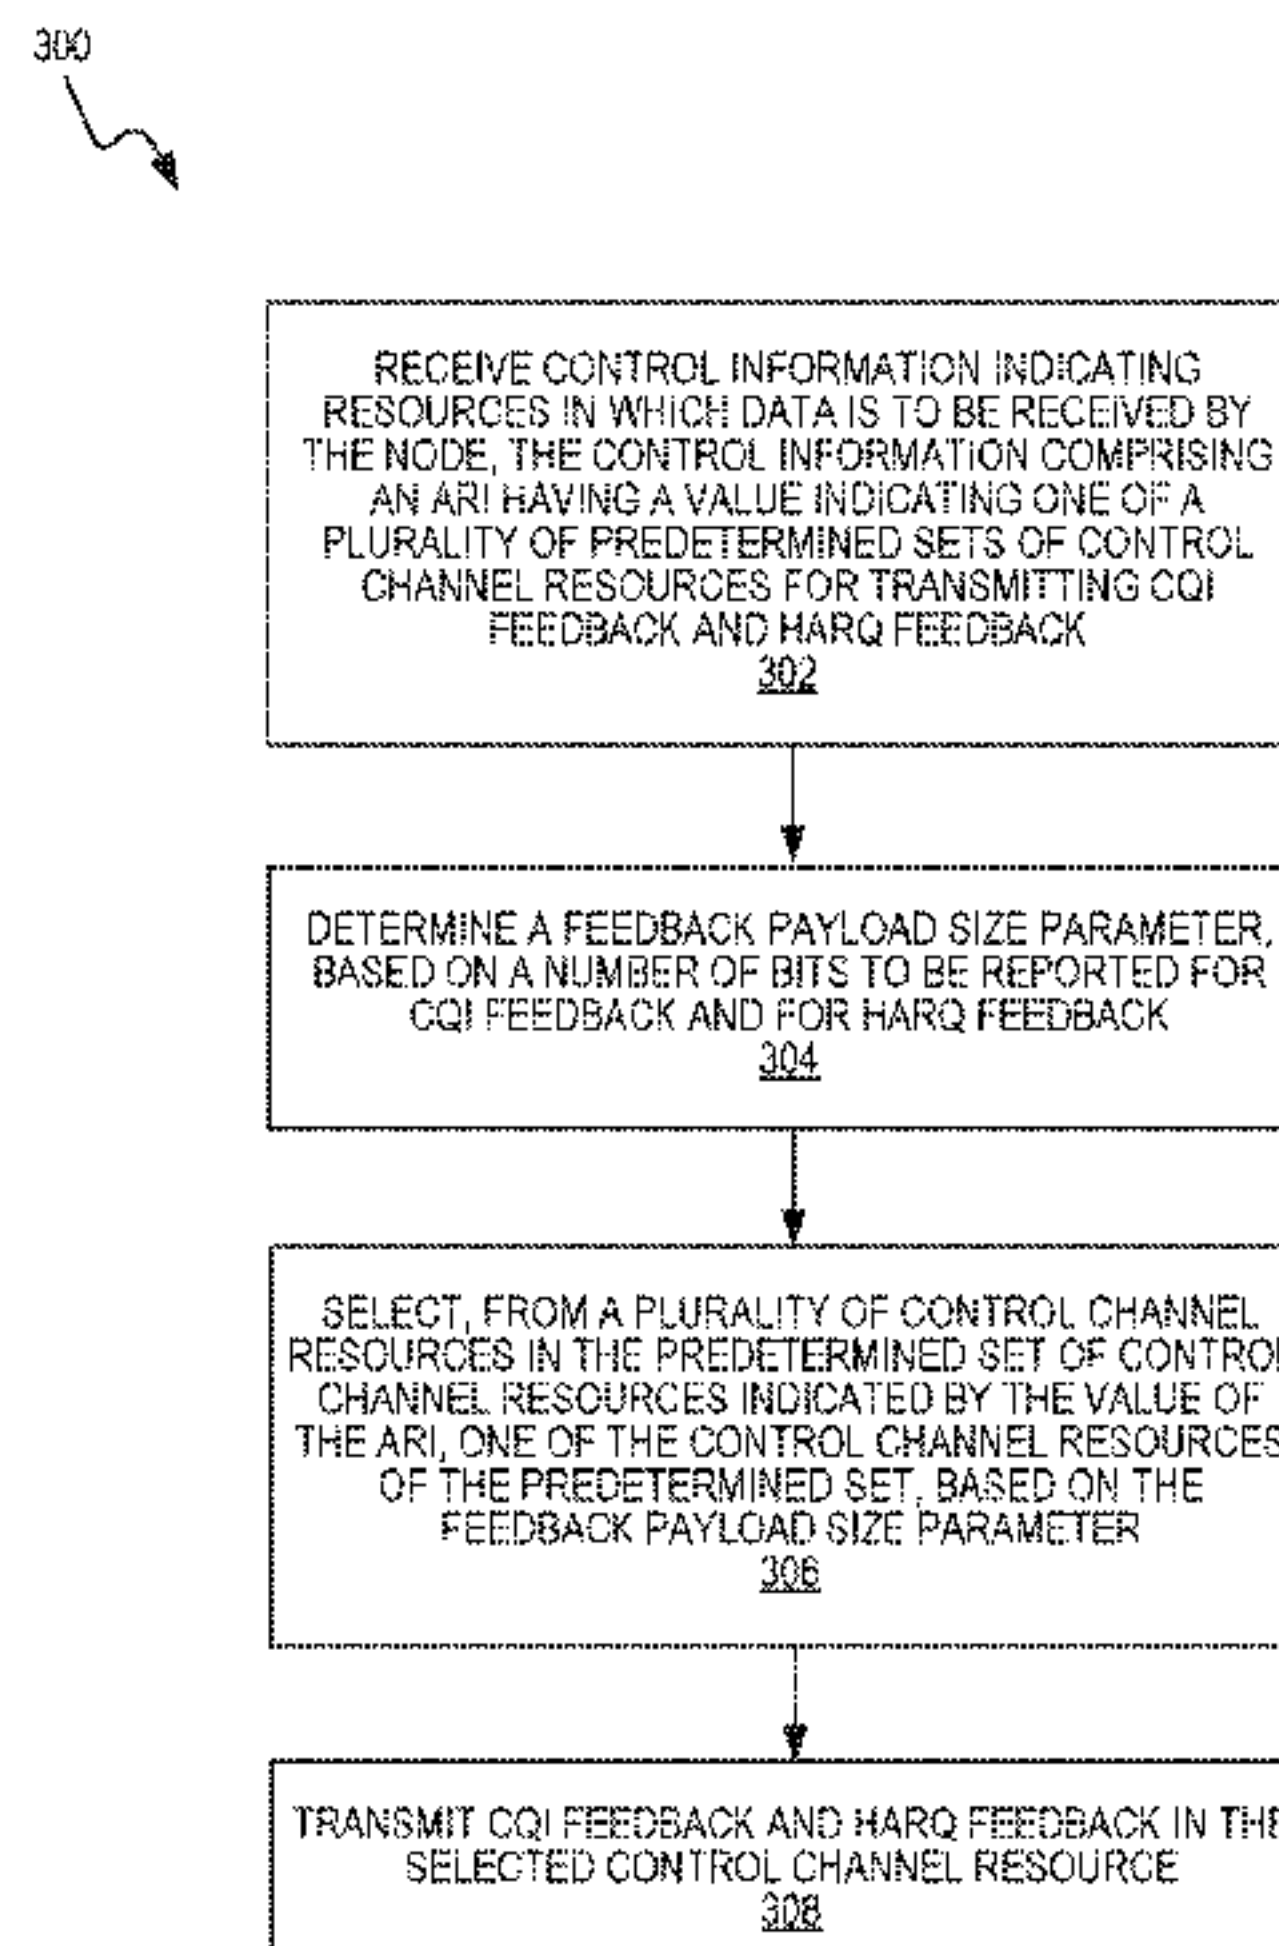 300
RECEIVE CONTROL INFORMATION INDICATING
RESOURCES IN WHICH DATA IS TO BE RECEIVED BY
THE NODE, THE CONTROL INFORMATION COMPRISING
AN ARI HAVING A VALUE INDICATING ONE OF A
PLURALITY OF PREDETERMINED SETS OF CONTROL
CHANNEL RESOURCES FOR TRANSMITTING CQI
FEEDBACK AND HARQ FEEDBACK
302
DETERMINE A FEEDBACK PAYLOAD SIZE PARAMETER,
BASED ON A NUMBER OF BITS TO BE REPORTED FOR
CQI FEEDBACK AND FOR HARQ FEEDBACK
304
SELECT, FROM A PLURALITY OF CONTROL CHANNEL
RESOURCES IN THE PREDETERMINED SET OF CONTROL
CHANNEL RESOURCES INDICATED BY THE VALUE OF
THE ARI, ONE OF THE CONTROL CHANNEL RESOURCES
OF THE PREDETERMINED SET, BASED ON THE
FEEDBACK PAYLOAD SIZE PARAMETER
306
TRANSMIT CQI FEEDBACK AND HARQ FEEDBACK IN THE
SELECTED CONTROL CHANNEL RESOURCE
308